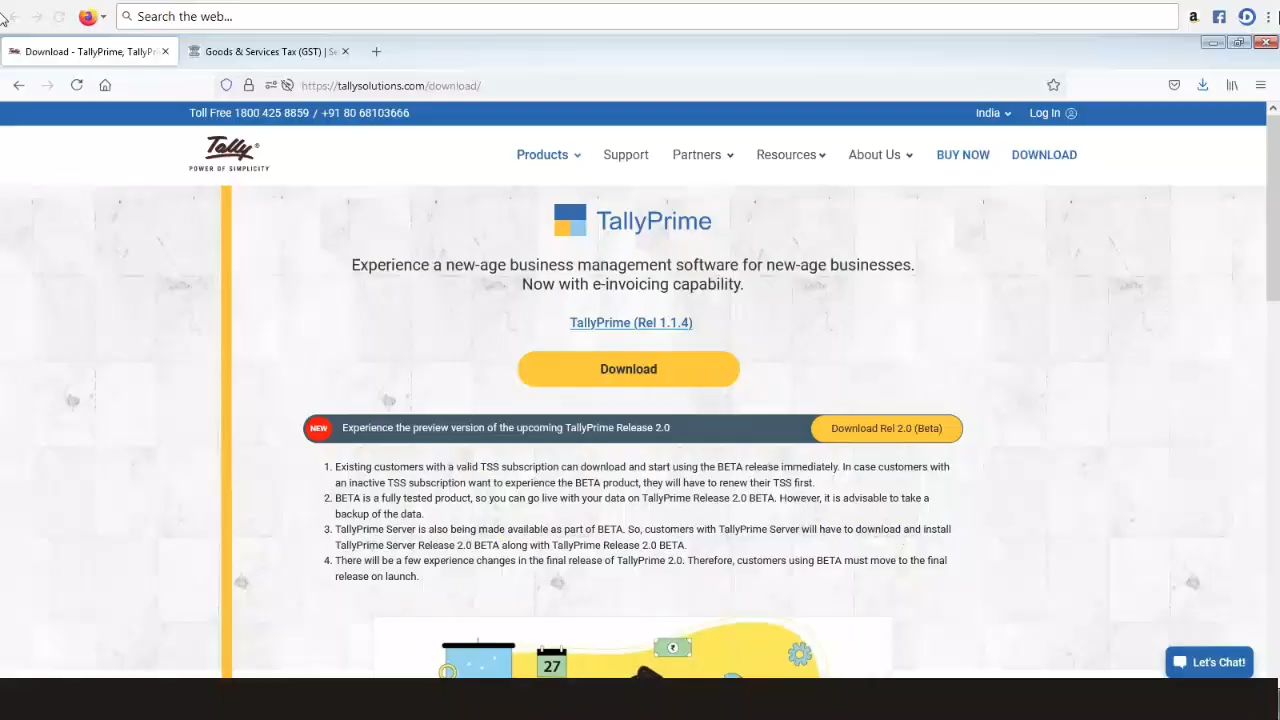 Search the web...
Download - TallyPrime, TallyPr
Goods & Services Tax (GST) | Se
https://tallysolutions.com/download/
Toll Free 1800 425 8859 / +91 80 68103666
India
Log In
Tally
POWER OF SIMPLICITY
Products
Support
Partners
Resources
About Us
BUY NOW
DOWNLOAD
TallyPrime
Experience a new-age business management software for new-age businesses.
Now with e-invoicing capability.
TallyPrime (Rel 1.1.4)
Download
NEW
Experience the preview version of the upcoming TallyPrime Release 2.0
Download Rel 2.0 (Beta)
1. Existing customers with a valid TSS subscription can download and start using the BETA release immediately. In case customers with
an inactive TSS subscription want to experience the BETA product, they will have to renew their TSS first.
2. BETA is a fully tested product, so you can go live with your data on TallyPrime Release 2.0 BETA. However, it is advisable to take a
backup of the data.
3. TallyPrime Server is also being made available as part of BETA. So, customers with TallyPrime Server will have to download and install
TallyPrime Server Release 2.0 BETA along with TallyPrime Release 2.0 BETA.
4. There will be a few experience changes in the final release of TallyPrime 2.0. Therefore, customers using BETA must move to the final
release on launch.
27
Let's Chat!